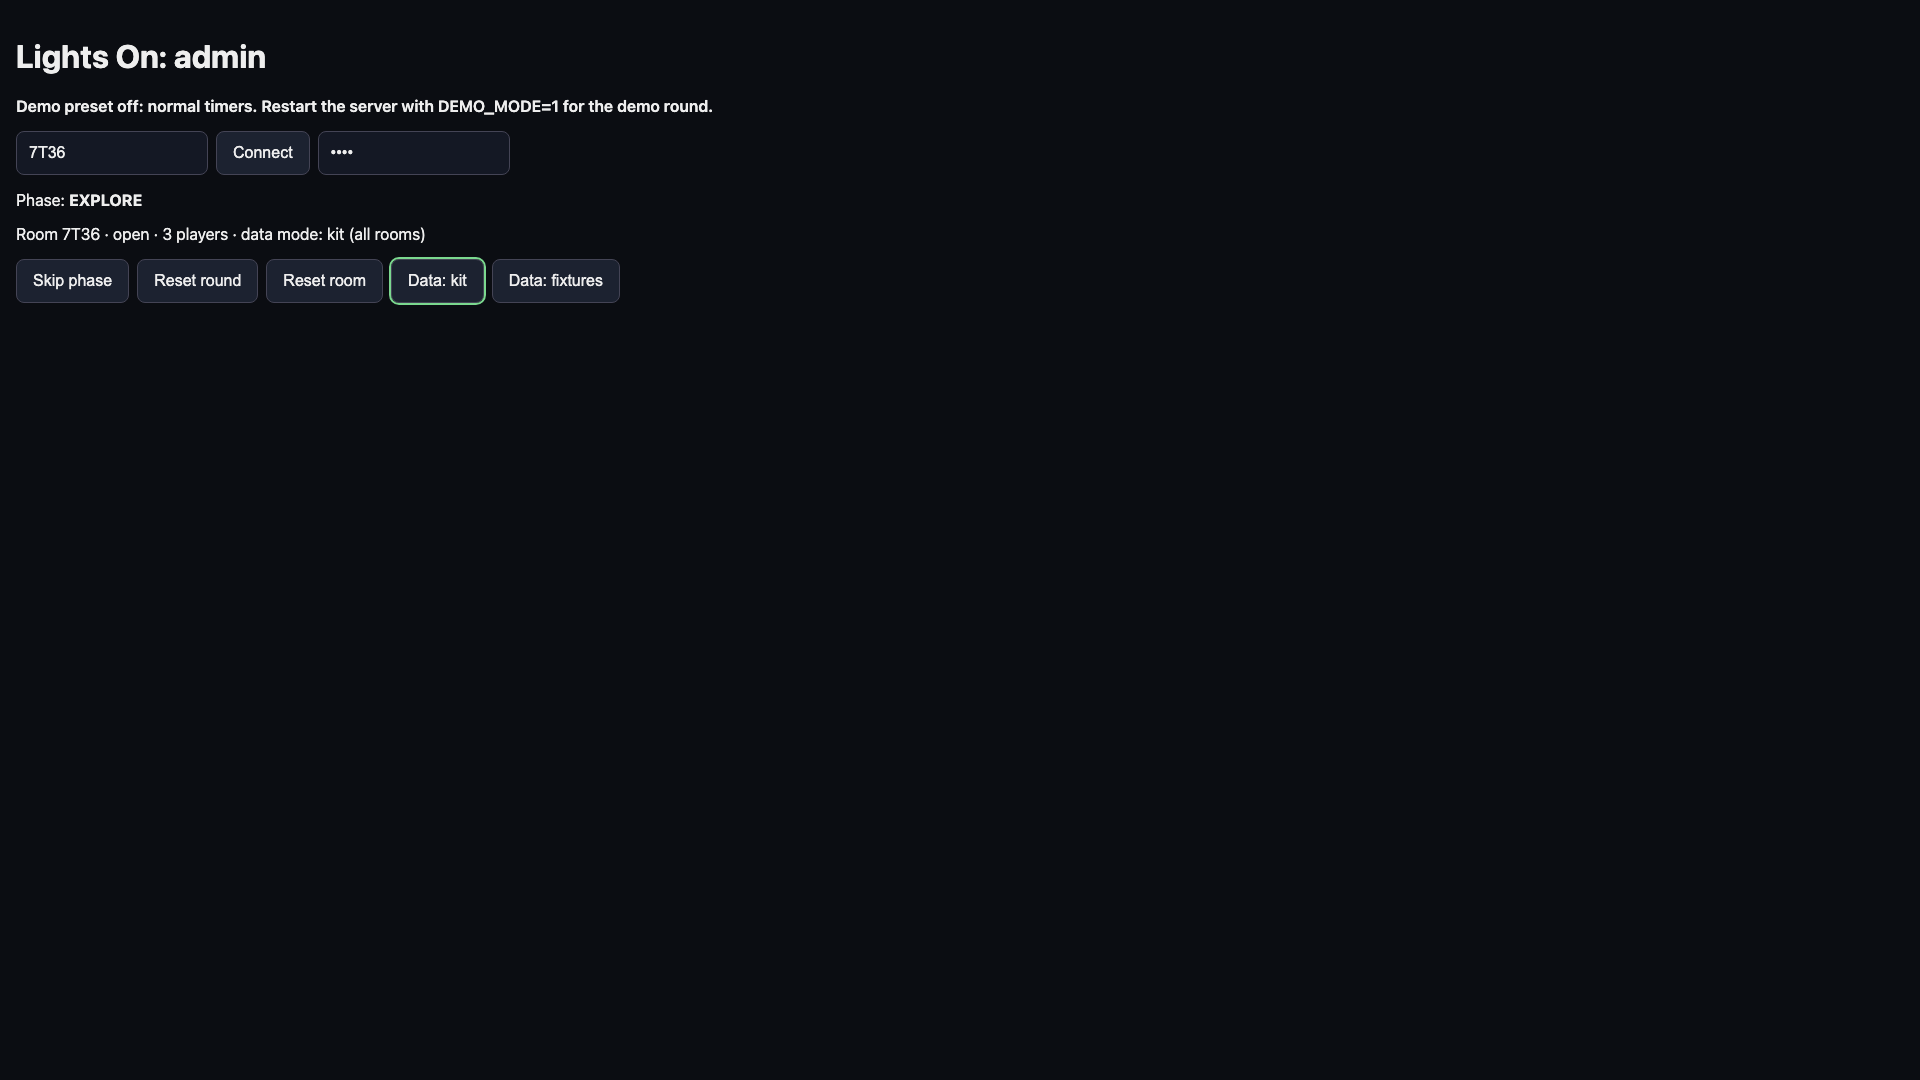 Lights On: admin
Demo preset off: normal timers. Restart the server with DEMO_MODE=1 for the demo round.
7T36 Connect ••••
Phase: EXPLORE
Room 7T36 · open · 3 players · data mode: kit (all rooms)
Skip phase Reset round Reset room Data: kit Data: fixtures